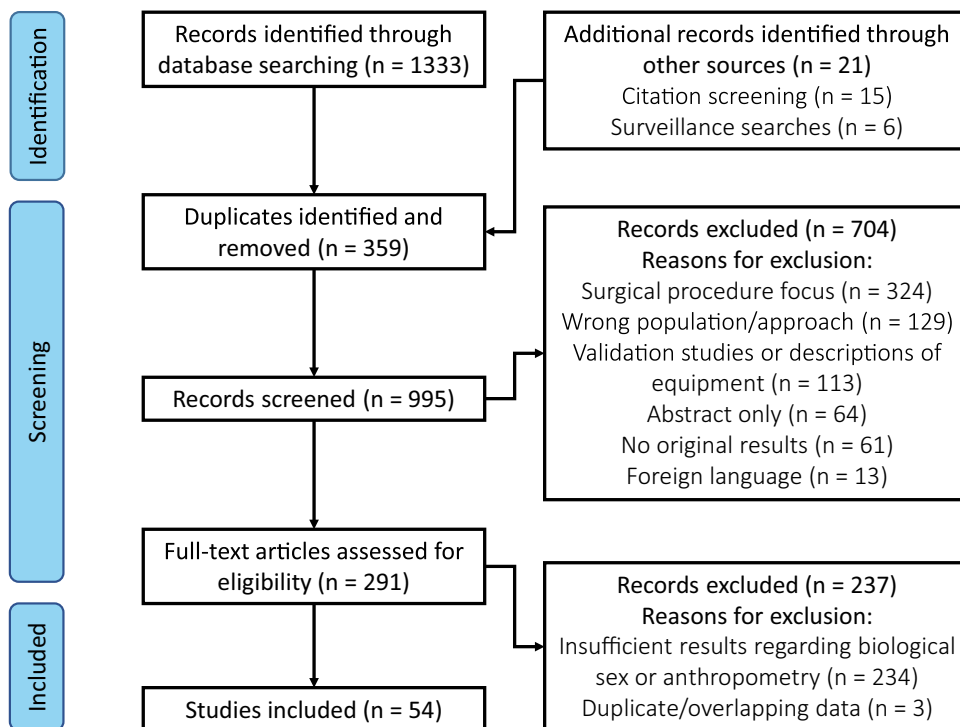 Identification
Records identified through
database searching (n = 1333)
Additional records identified through
other sources (n = 21)
Citation screening (n = 15)
Surveillance searches (n = 6)
Screening
Duplicates identified and
removed (n = 359)
Records excluded (n = 704)
Reasons for exclusion:
Surgical procedure focus (n = 324)
Wrong population/approach (n = 129)
Validation studies or descriptions of
equipment (n = 113)
Abstract only (n = 64)
No original results (n = 61)
Foreign language (n = 13)
Records screened (n = 995)
Full-text articles assessed for
eligibility (n = 291)
Records excluded (n = 237)
Reasons for exclusion:
Insufficient results regarding biological
sex or anthropometry (n = 234)
Duplicate/overlapping data (n = 3)
Included
Studies included (n = 54)